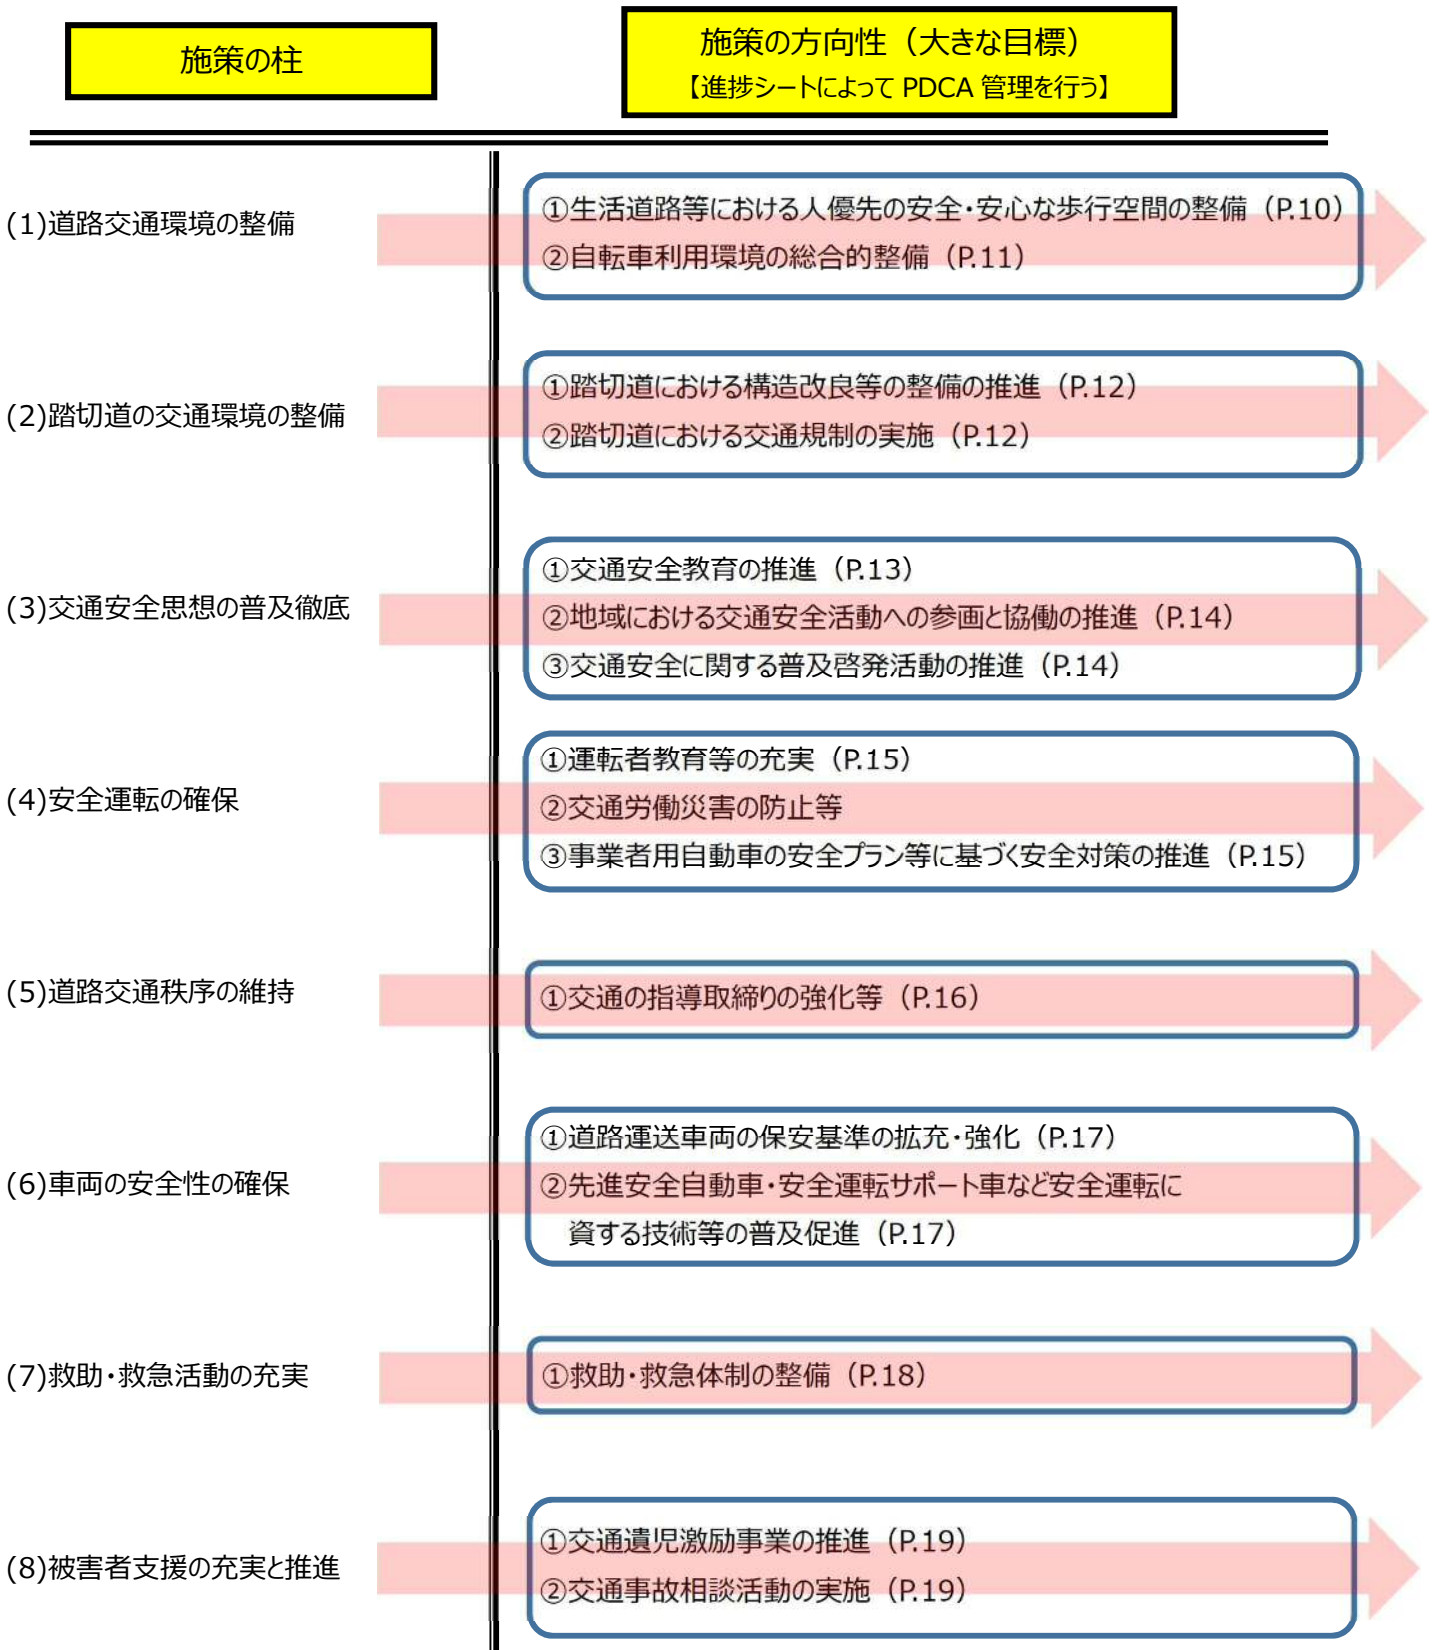 施策の柱
施策の方向性（大きな目標）
【進捗シートによって PDCA 管理を行う】
(1)道路交通環境の整備
①生活道路等における人優先の安全・安心な歩行空間の整備（P.10）
②自転車利用環境の総合的整備（P.11）
(2)踏切道の交通環境の整備
①踏切道における構造改良等の整備の推進（P.12）
②踏切道における交通規制の実施（P.12）
(3)交通安全思想の普及徹底
①交通安全教育の推進（P.13）
②地域における交通安全活動への参画と協働の推進（P.14）
③交通安全に関する普及啓発活動の推進（P.14）
(4)安全運転の確保
①運転者教育等の充実（P.15）
②交通労働災害の防止等
③事業者用自動車の安全プラン等に基づく安全対策の推進（P.15）
(5)道路交通秩序の維持
①交通の指導取締りの強化等（P.16）
(6)車両の安全性の確保
①道路運送車両の保安基準の拡充・強化（P.17）
②先進安全自動車・安全運転サポート車など安全運転に
資する技術等の普及促進（P.17）
(7)救助・救急活動の充実
①救助・救急体制の整備（P.18）
(8)被害者支援の充実と推進
①交通遺児激励事業の推進（P.19）
②交通事故相談活動の実施（P.19）